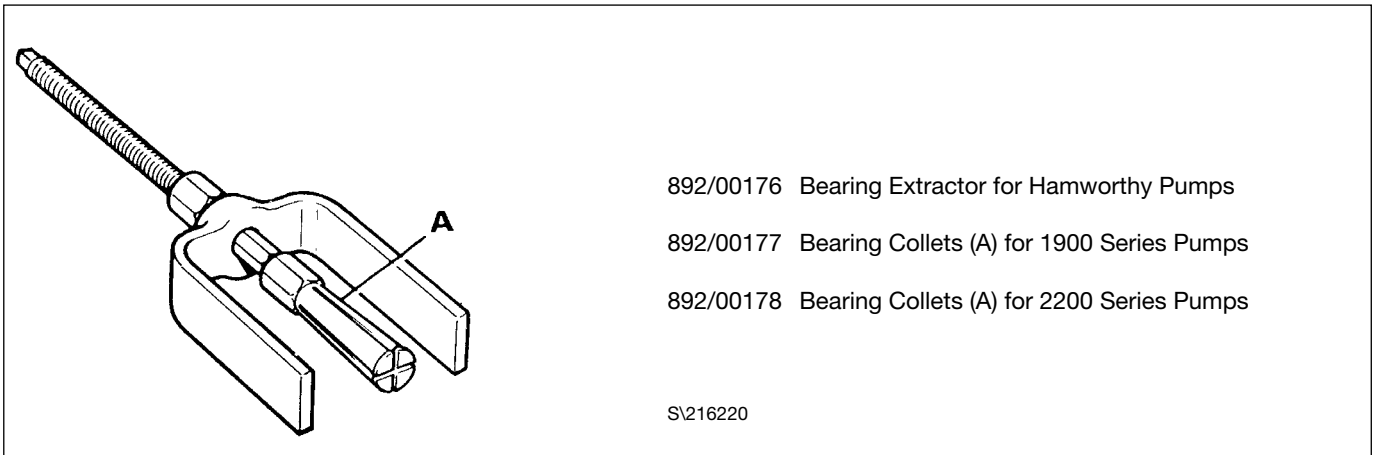 A
892/00176 Bearing Extractor for Hamworthy Pumps
892/00177 Bearing Collets (A) for 1900 Series Pumps
892/00178 Bearing Collets (A) for 2200 Series Pumps
S\216220